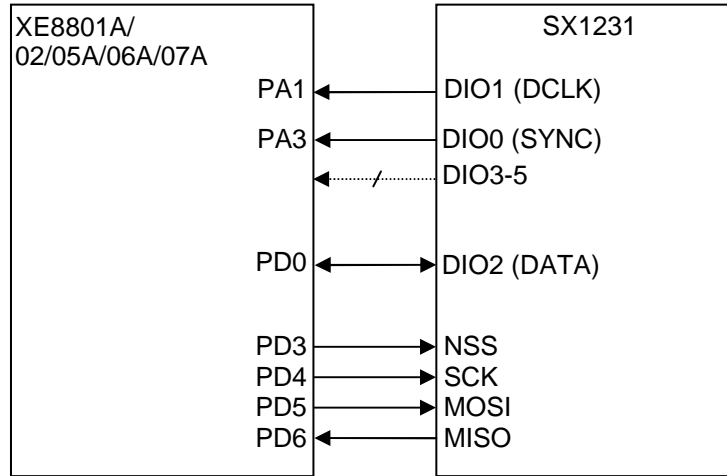 XE8801A/
02/05A/06A/07A
SX1231
PA1
DIO1 (DCLK)
PA3
DIO0 (SYNC)
DIO3-5
PD0
DIO2 (DATA)
PD3
NSS
PD4
SCK
PD5
MOSI
PD6
MISO